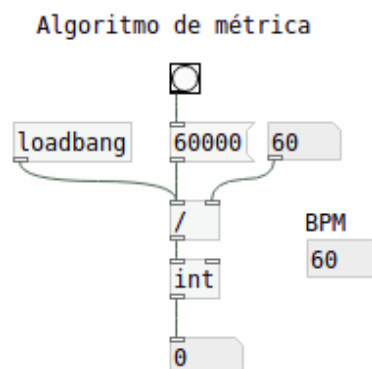 Algoritmo de métrica
loadbang
60000
60
/
BPM
60
int
0